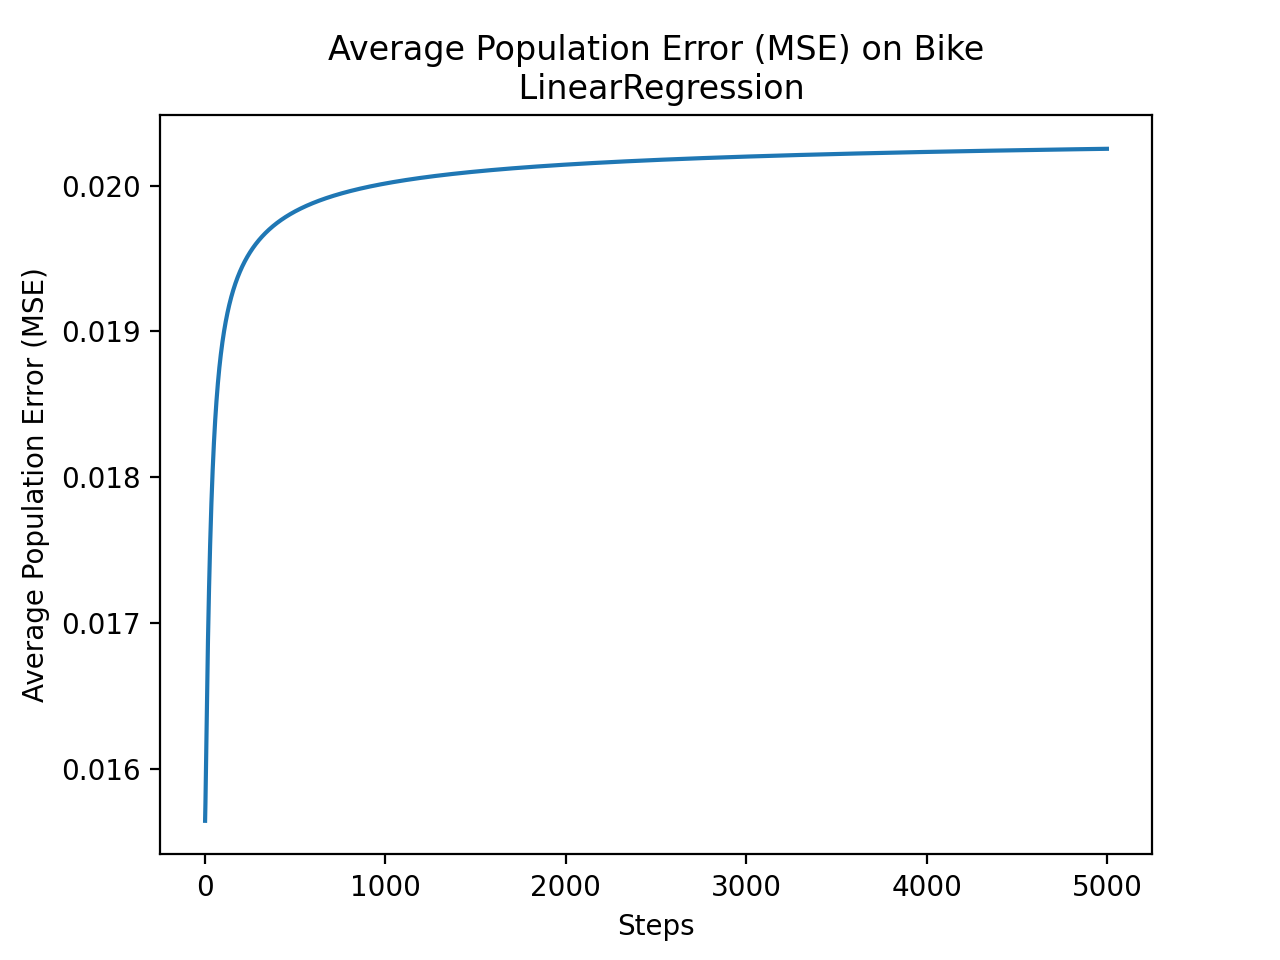 Average Population Error (MSE) on Bike
LinearRegression
Average Population Error (MSE)
0.020
0.019
0.018
0.017
0.016
0 1000 2000 3000 4000 5000
Steps